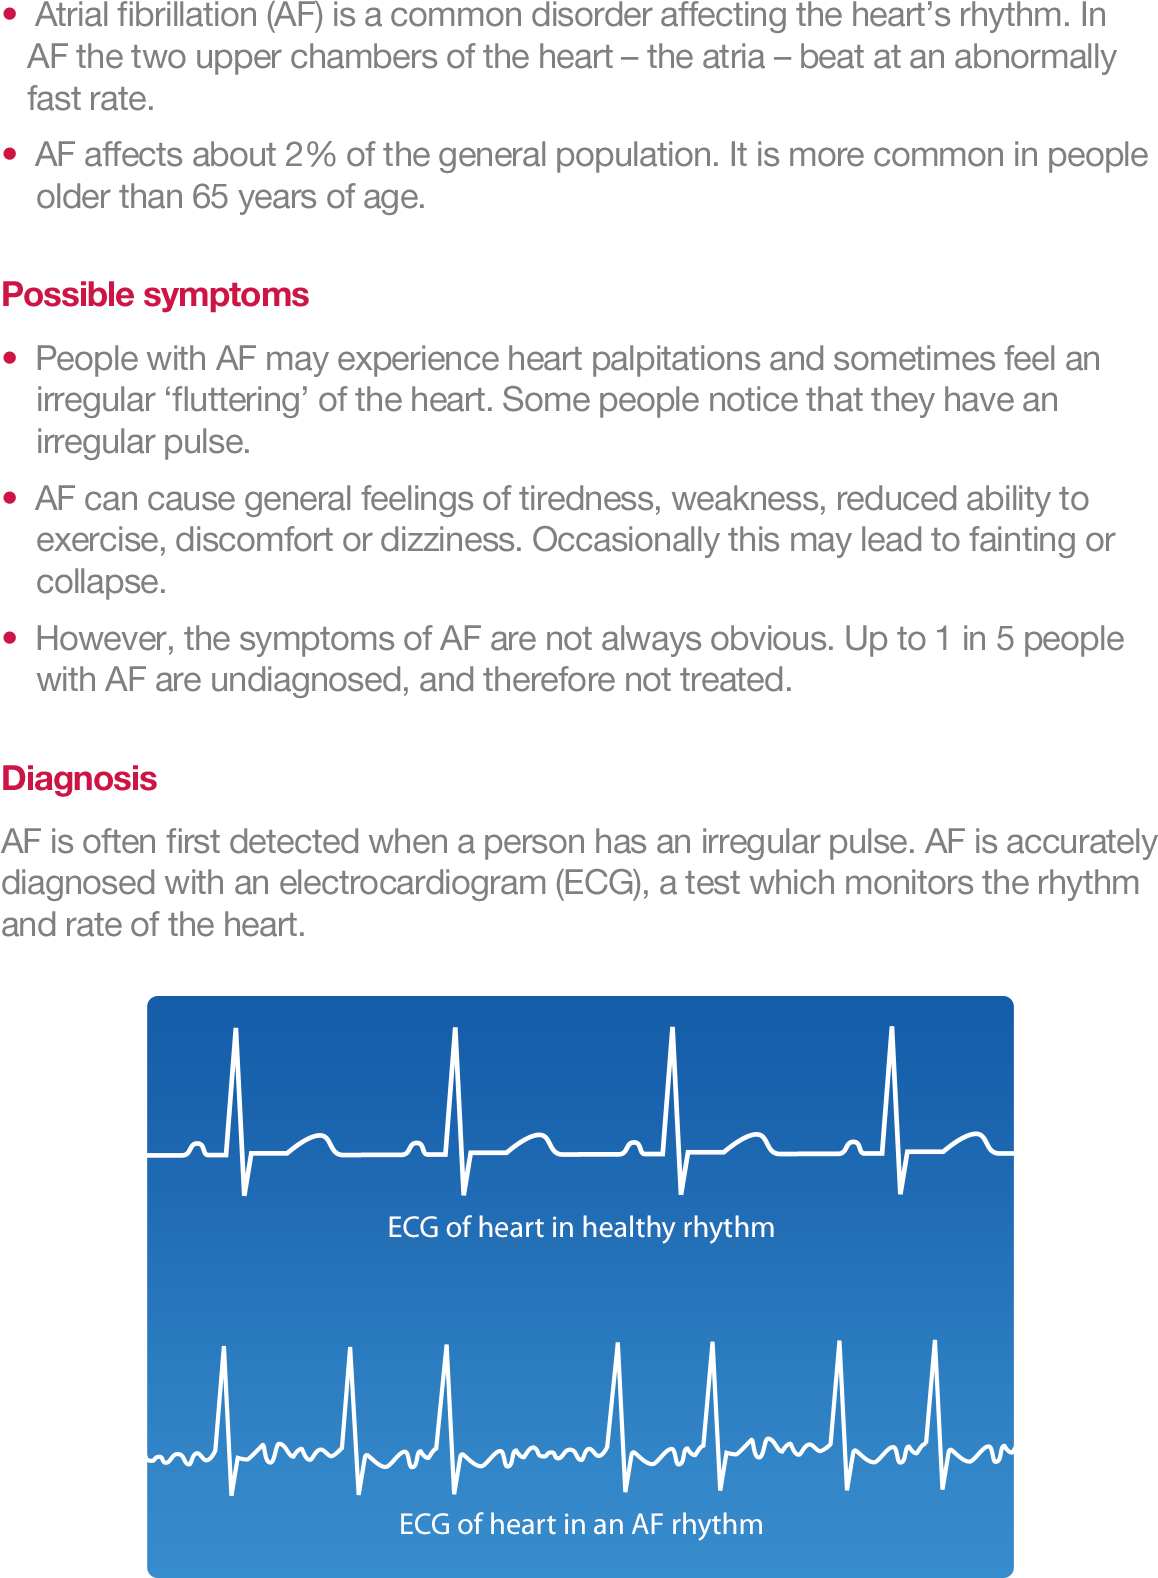 • Atrial fibrillation (AF) is a common disorder affecting the heart’s rhythm. In
AF the two upper chambers of the heart – the atria – beat at an abnormally
fast rate.
• AF affects about 2% of the general population. It is more common in people
older than 65 years of age.
Possible symptoms
• People with AF may experience heart palpitations and sometimes feel an
irregular ‘fluttering’ of the heart. Some people notice that they have an
irregular pulse.
• AF can cause general feelings of tiredness, weakness, reduced ability to
exercise, discomfort or dizziness. Occasionally this may lead to fainting or
collapse.
• However, the symptoms of AF are not always obvious. Up to 1 in 5 people
with AF are undiagnosed, and therefore not treated.
Diagnosis
AF is often first detected when a person has an irregular pulse. AF is accurately
diagnosed with an electrocardiogram (ECG), a test which monitors the rhythm
and rate of the heart.
ECG of heart in healthy rhythm
ECG of heart in an AF rhythm